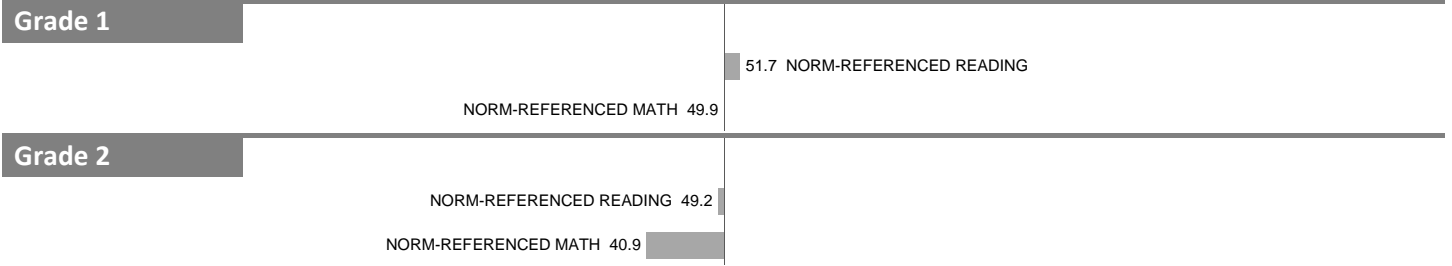 Grade 1
51.7 NORM-REFERENCED READING
NORM-REFERENCED MATH 49.9
Grade 2
NORM-REFERENCED READING 49.2
NORM-REFERENCED MATH 40.9